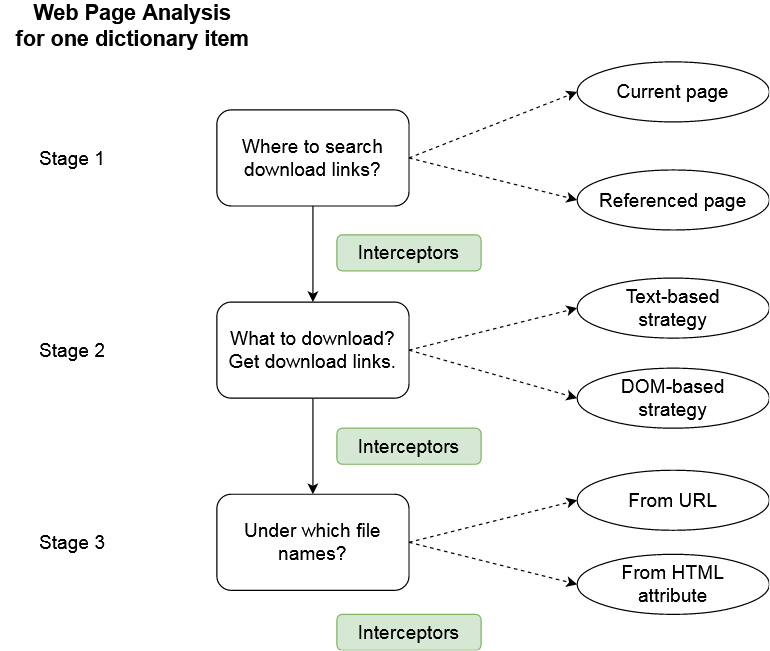 Web Page Analysis
for one dictionary item
Stage 1
Where to search
download links?
Current page
Referenced page
Interceptors
Stage 2
What to download?
Get download links.
Text-based
strategy
DOM-based
strategy
Interceptors
Stage 3
Under which file
names?
From URL
From HTML
attribute
Interceptors